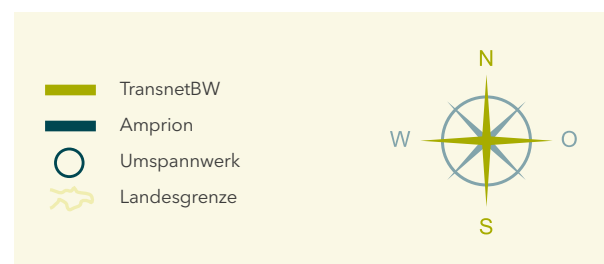 TransnetBW
Amprion
Umspannwerk
Landesgrenze
N
W
O
S